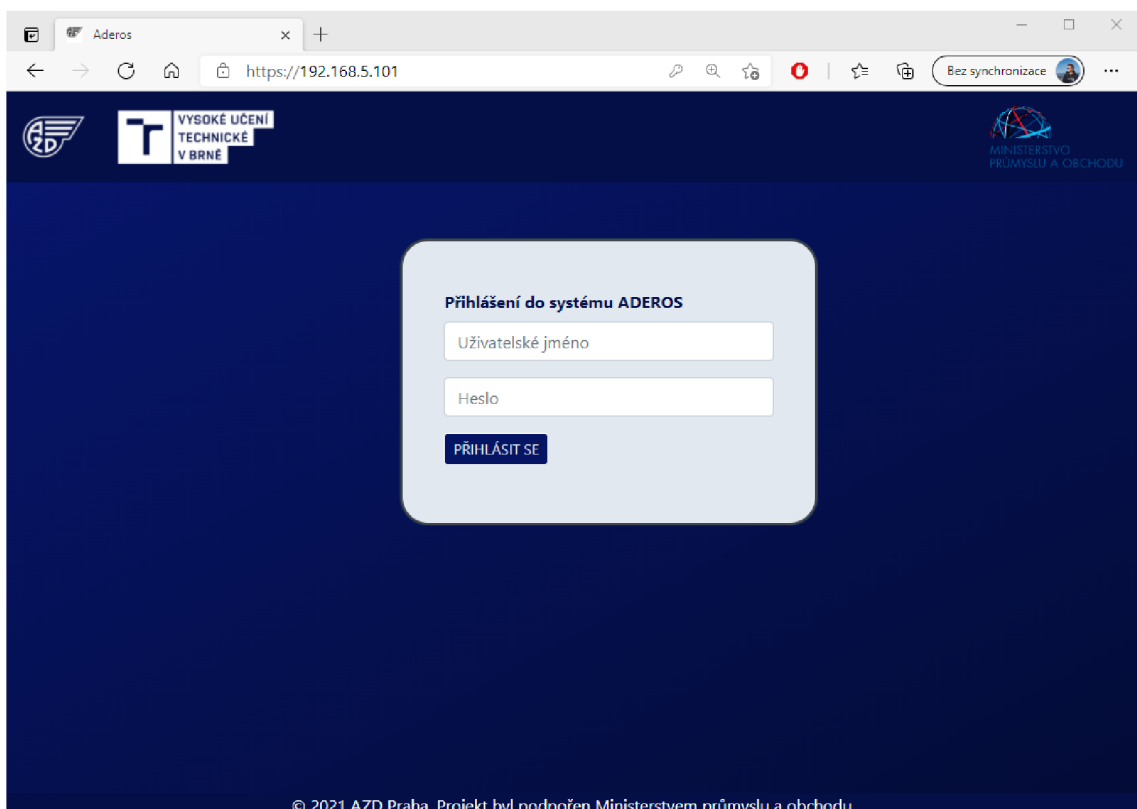 Aderos
https://192.168.5.101
Bez synchronizace
AŽD
VYSOKÉ UČENÍ
TECHNICKÉ
V BRNĚ
MINISTERSTVO
PRŮMYSLU A OBCHODU
Přihlášení do systému ADEROS
Uživatelské jméno
Heslo
PŘIHLÁSIT SE
© 2021 AZD Praha. Projekt byl podpořen Ministerstvem průmyslu a obchodu